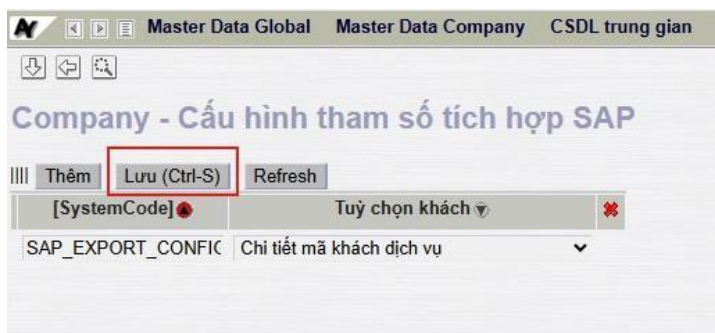 Master Data Global Master Data Company CSDL trung gian
Company - Cấu hình tham số tích hợp SAP
Thêm Lưu (Ctrl-S) Refresh
[SystemCode] Tuỳ chọn khách
SAP_EXPORT_CONFIG Chi tiết mã khách dịch vụ